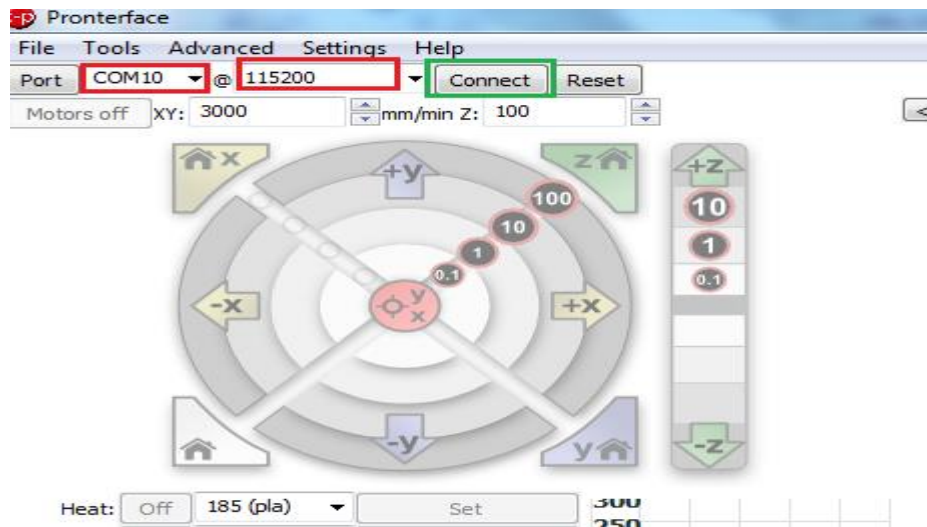 Pronterface
File Tools Advanced Settings Help
Port COM10 @ 115200 Connect Reset
Motors off XY: 3000 mm/min Z: 100 <
x +y z +z
100 10
10 1
1 0.1
0.1
y
x
-x +x
-y y -z
Heat: Off 185 (pla) Set 300
250